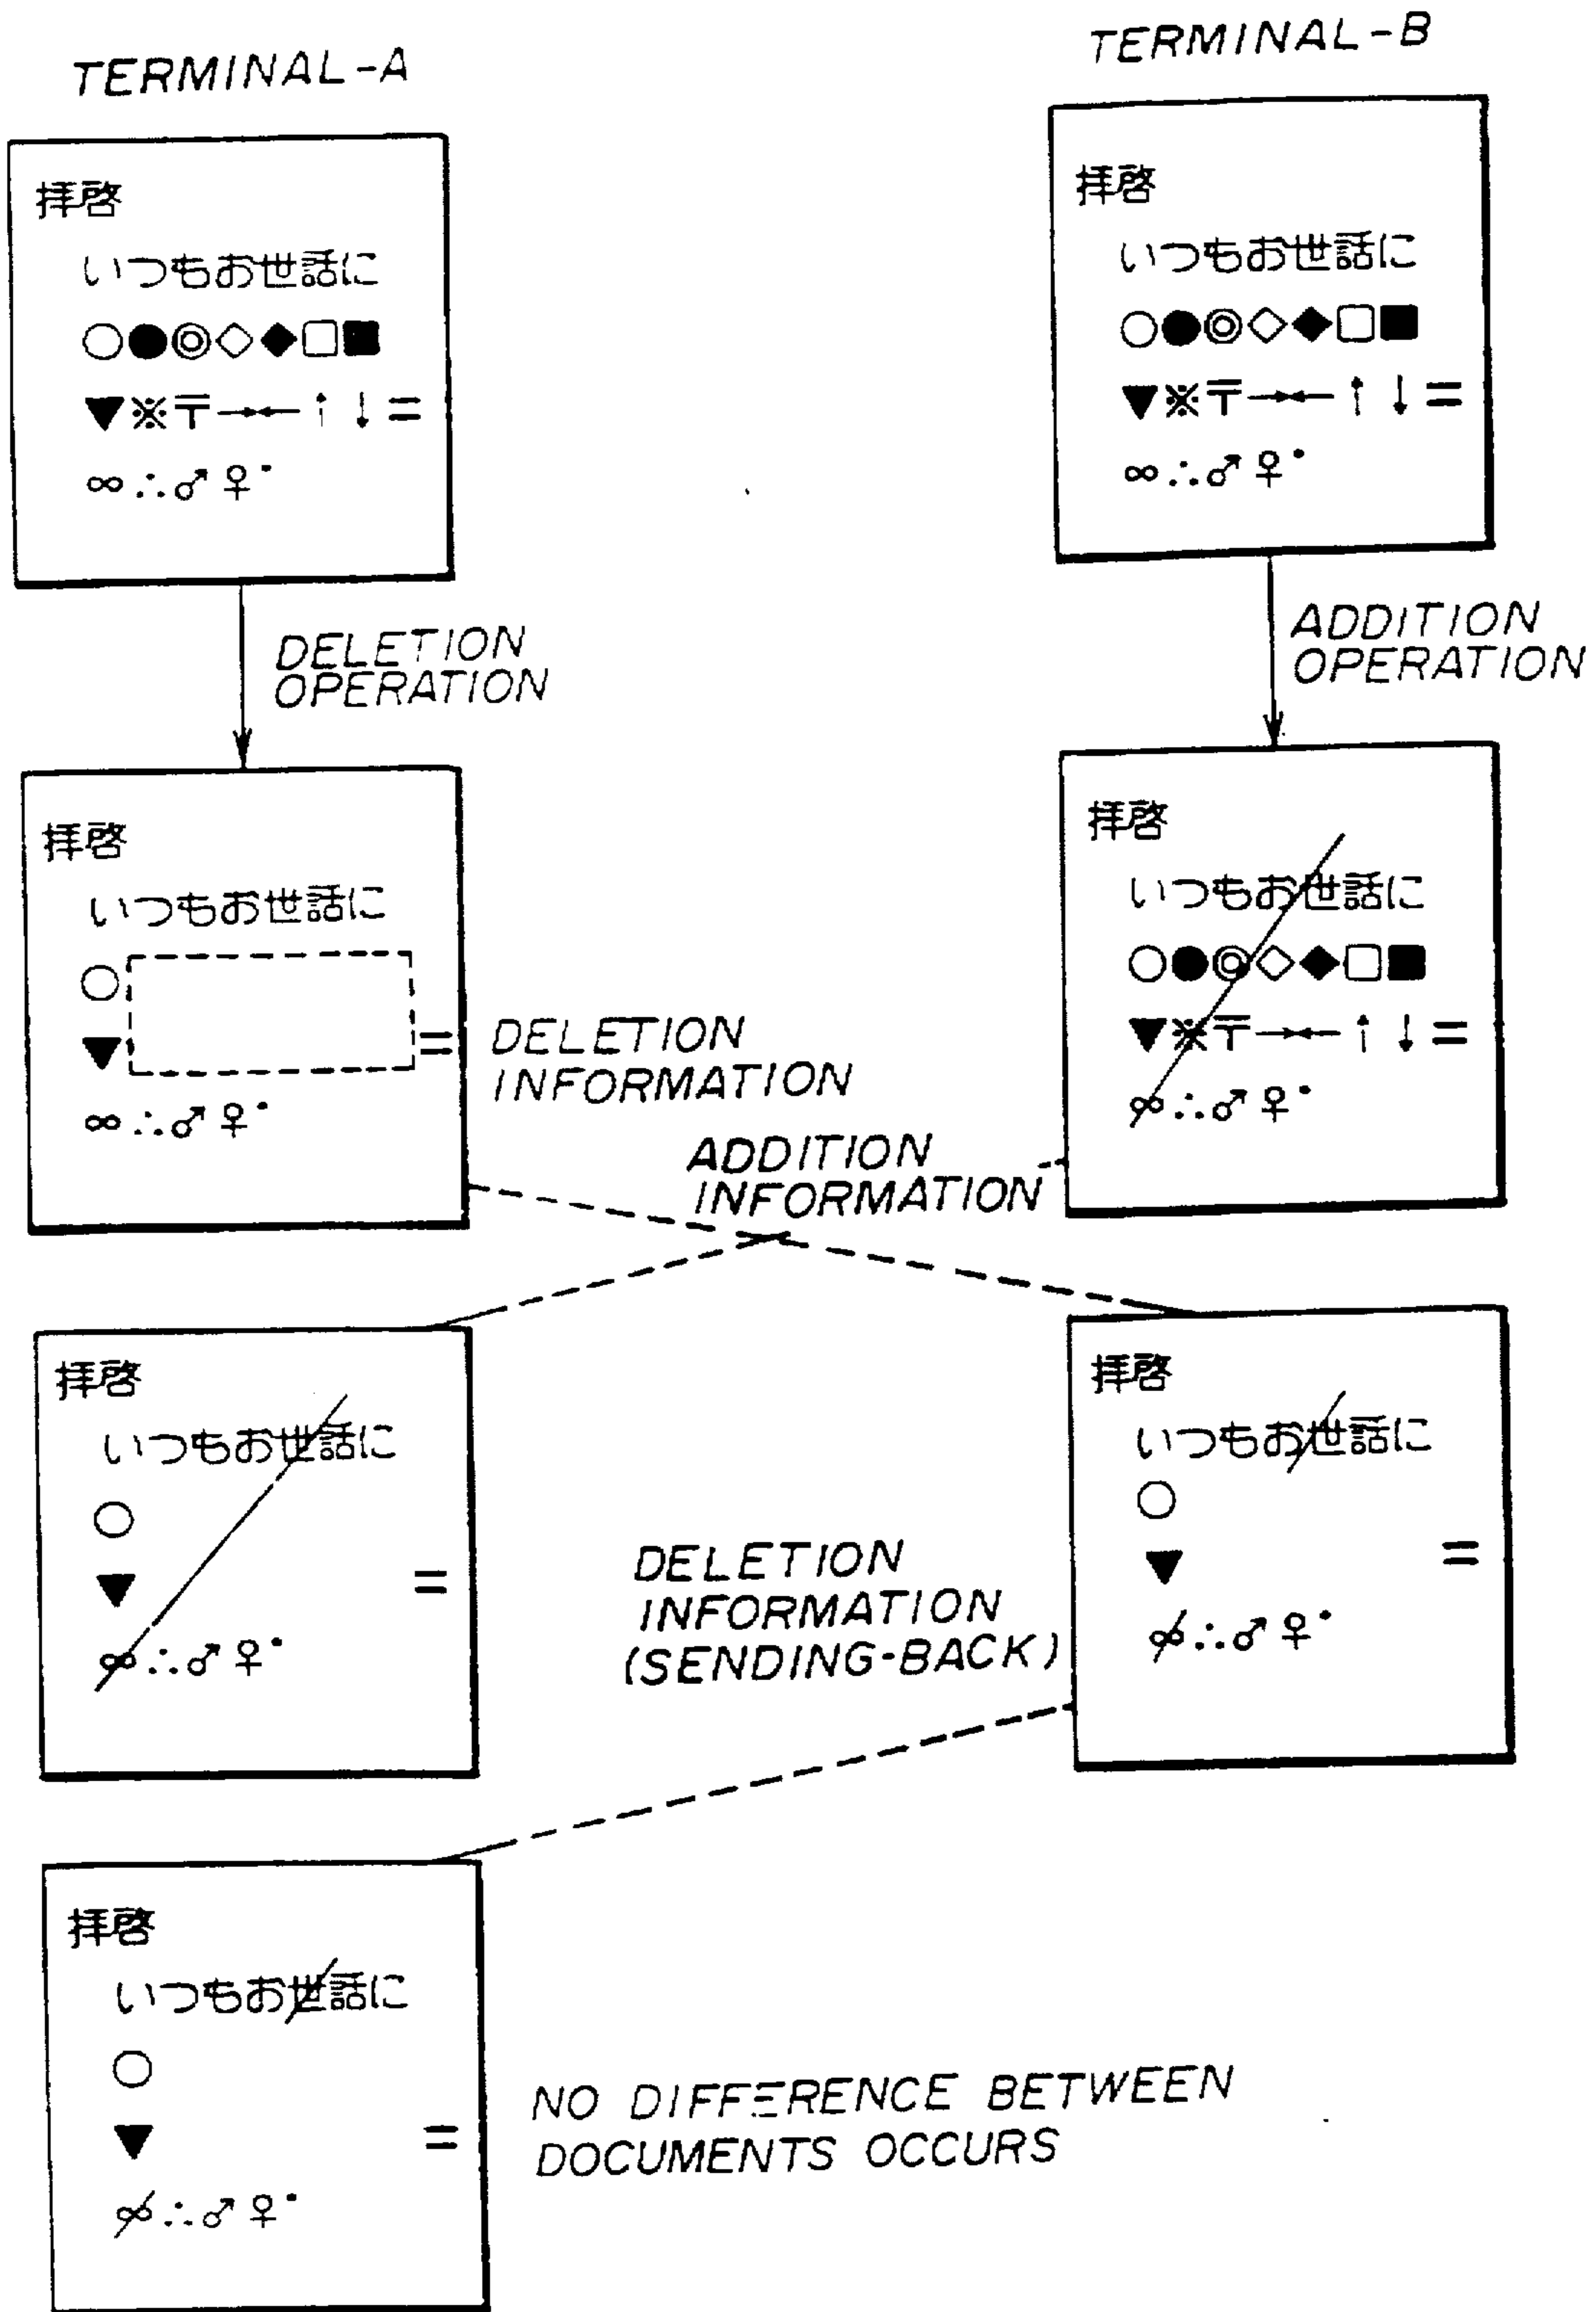 TERMINAL-A
TERMINAL-B
拝啓
いつもお世話に
○●◎◇◆□■
▼※〒→←↑↓=
∞∴♂♀°
拝啓
いつもお世話に
○●◎◇◆□■
▼※〒→←↑↓=
∞∴♂♀°
DELETION
OPERATION
ADDITION
OPERATION
拝啓
いつもお世話に
○
▼=
∞∴♂♀°
拝啓
いつもお世話に
○●◎◇◆□■
▼※〒→←↑↓=
∞∴♂♀°
DELETION
INFORMATION
ADDITION
INFORMATION
拝啓
いつもお世話に
○
▼=
∞∴♂♀°
拝啓
いつもお世話に
○
▼=
∞∴♂♀°
DELETION
INFORMATION
(SENDING-BACK)
拝啓
いつもお世話に
○
▼=
∞∴♂♀°
NO DIFFERENCE BETWEEN
DOCUMENTS OCCURS